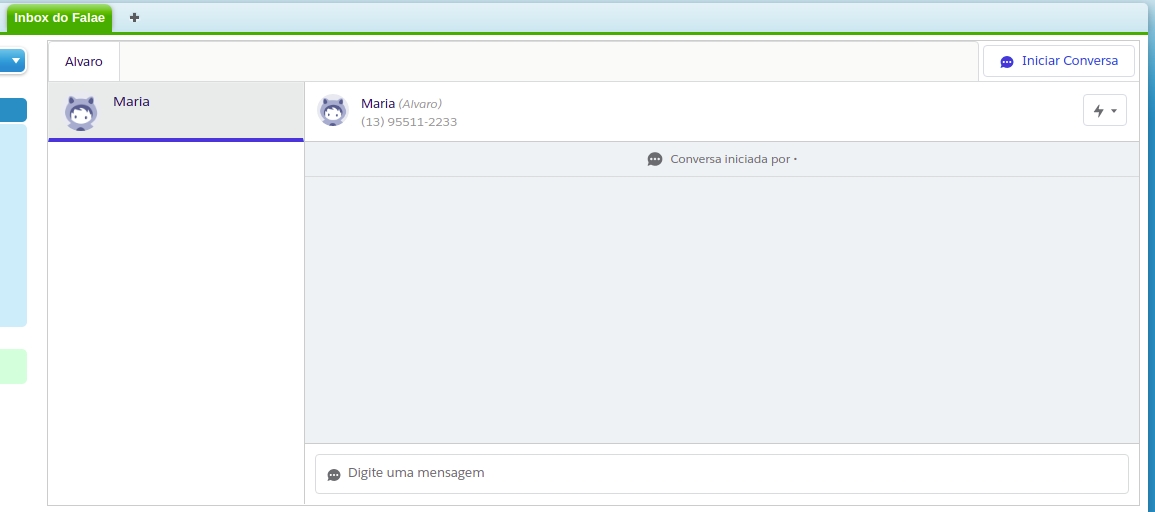 Inbox do Falae
Alvaro
Iniciar Conversa
Maria
Maria (Alvaro)
(13) 95511-2233
Conversa iniciada por •
Digite uma mensagem